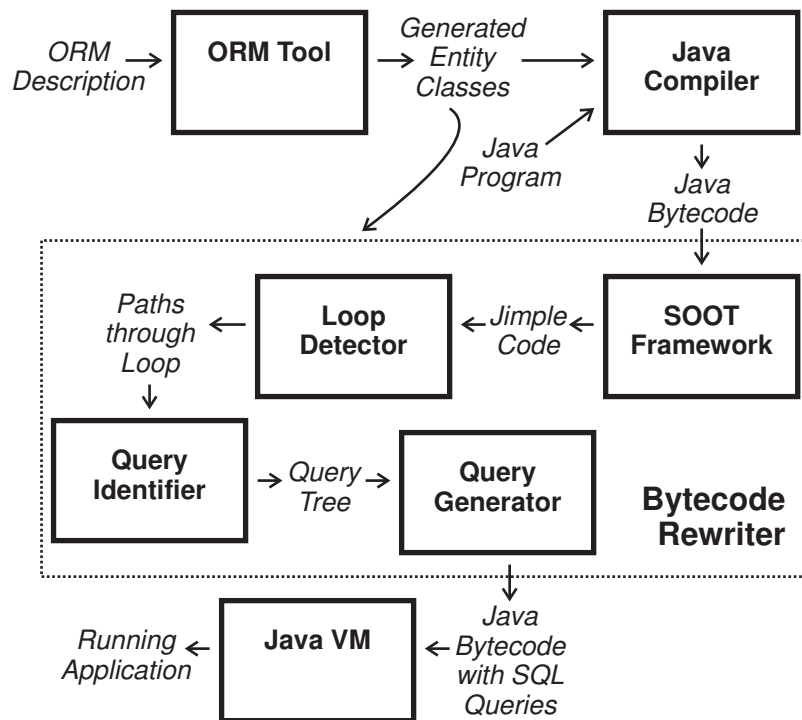 ORM
Description
ORM Tool
Generated
Entity
Classes
Java
Compiler
Java
Program
Java
Bytecode
Paths
through
Loop
Loop
Detector
Jimple
Code
SOOT
Framework
Query
Identifier
Query
Tree
Query
Generator
Bytecode
Rewriter
Running
Application
Java VM
Java
Bytecode
with SQL
Queries